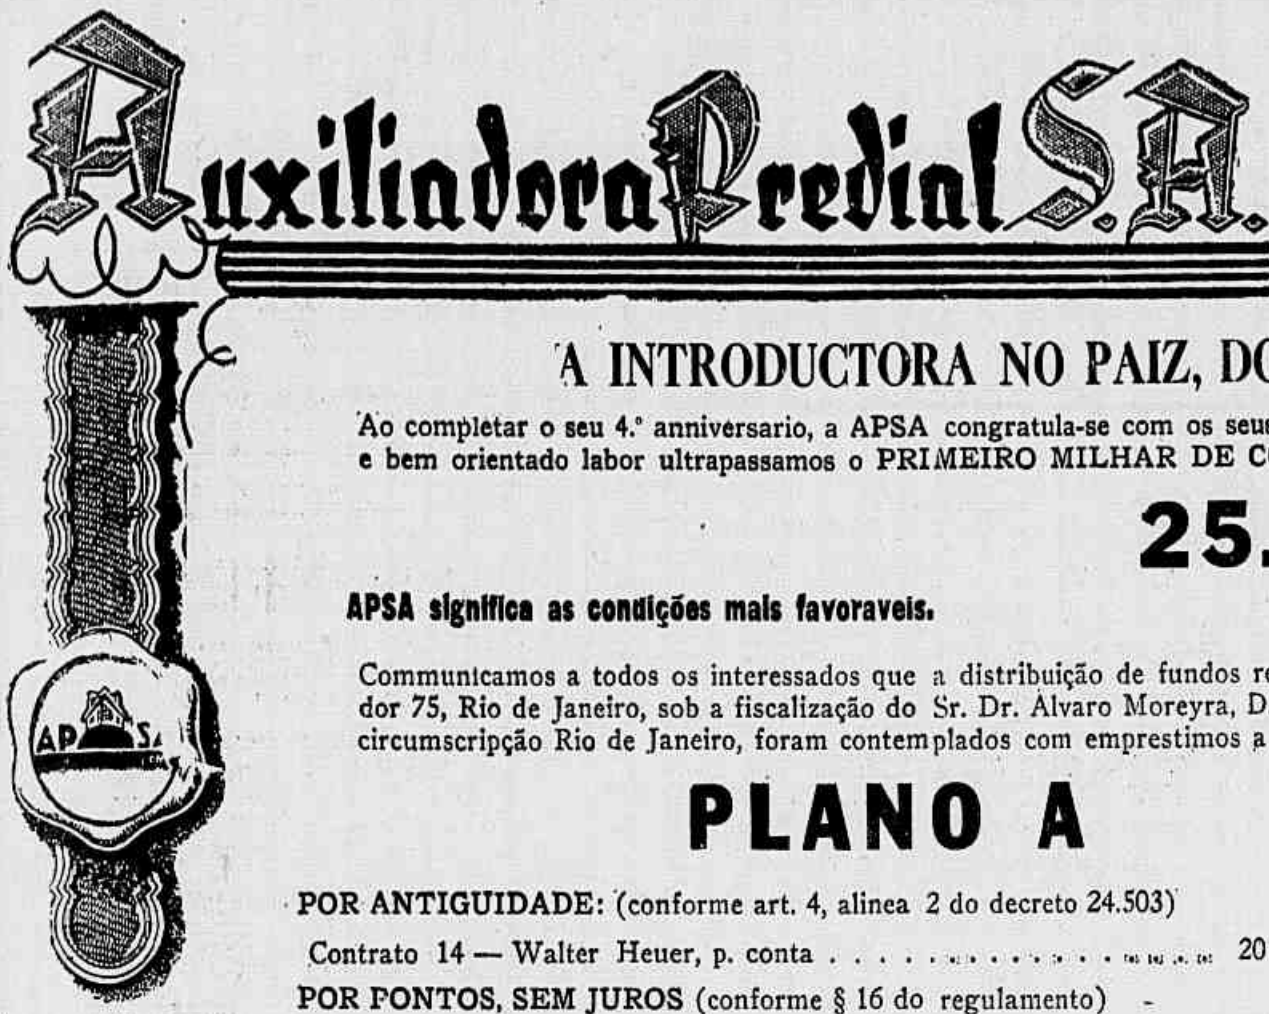 Auxiliadora Predial S.A.
A INTRODUCTORA NO PAIZ, DO
Ao completar o seu 4.º anniversario, a APSA congratula-se com os seus
e bem orientado labor ultrapassamos o PRIMEIRO MILHAR DE C
25.
APSA significa as condições mais favoraveis.
Communicamos a todos os interessados que a distribuição de fundos re
dor 75, Rio de Janeiro, sob a fiscalização do Sr. Dr. Alvaro Moreyra, D
circumscripção Rio de Janeiro, foram contemplados com emprestimos a
APSA
PLANO A
POR ANTIGUIDADE: (conforme art. 4, alinea 2 do decreto 24.503)
Contrato 14 — Walter Heuer, p. conta . . . . . . . . . . . . . . . . . . . 20
POR PONTOS, SEM JUROS (conforme § 16 do regulamento) -